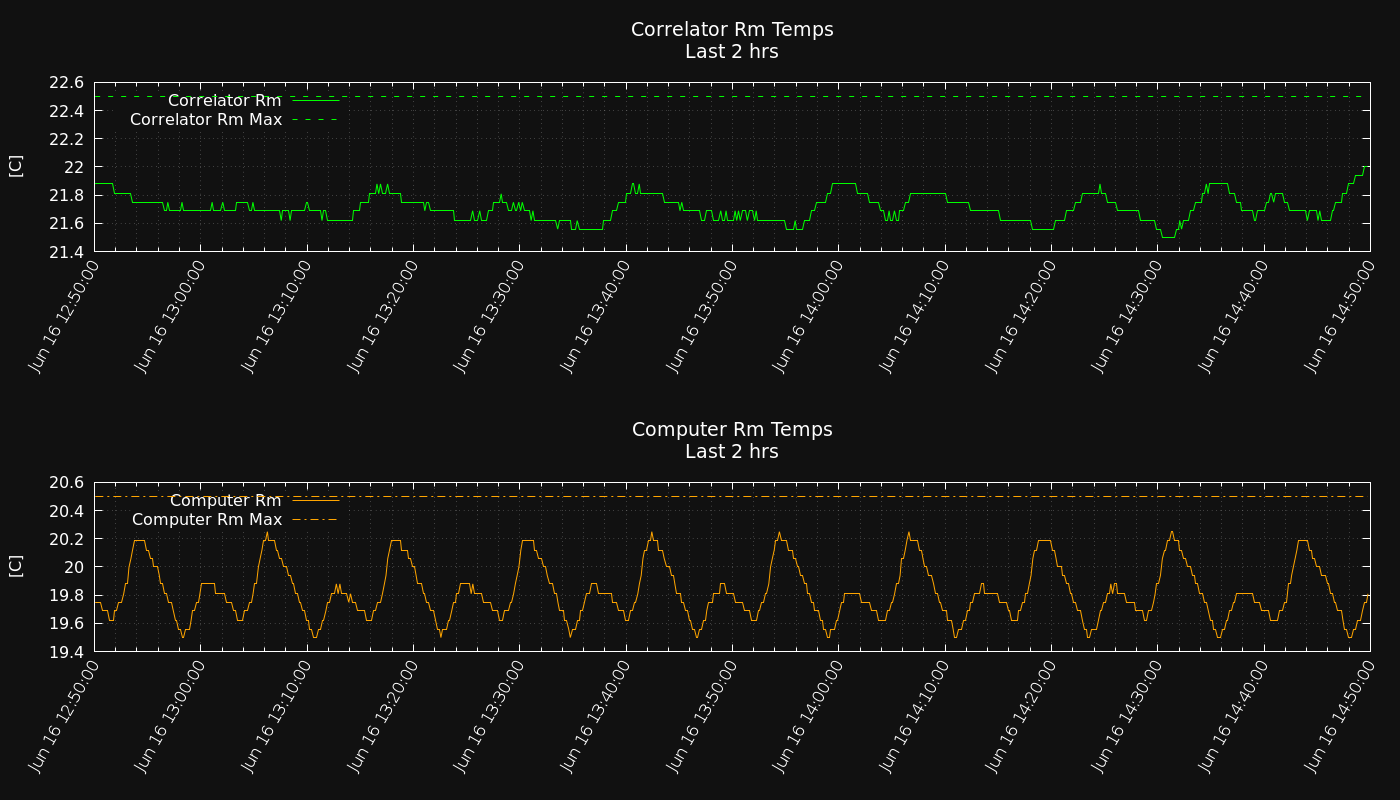 Correlator Rm Temps
Last 2 hrs
22.6
22.4
22.2
22
21.8
21.6
21.4
[C]
Correlator Rm
Correlator Rm Max
Jun 16 12:50:00
Jun 16 13:00:00
Jun 16 13:10:00
Jun 16 13:20:00
Jun 16 13:30:00
Jun 16 13:40:00
Jun 16 13:50:00
Jun 16 14:00:00
Jun 16 14:10:00
Jun 16 14:20:00
Jun 16 14:30:00
Jun 16 14:40:00
Jun 16 14:50:00
Computer Rm Temps
Last 2 hrs
20.6
20.4
20.2
20
19.8
19.6
19.4
[C]
Computer Rm
Computer Rm Max
Jun 16 12:50:00
Jun 16 13:00:00
Jun 16 13:10:00
Jun 16 13:20:00
Jun 16 13:30:00
Jun 16 13:40:00
Jun 16 13:50:00
Jun 16 14:00:00
Jun 16 14:10:00
Jun 16 14:20:00
Jun 16 14:30:00
Jun 16 14:40:00
Jun 16 14:50:00